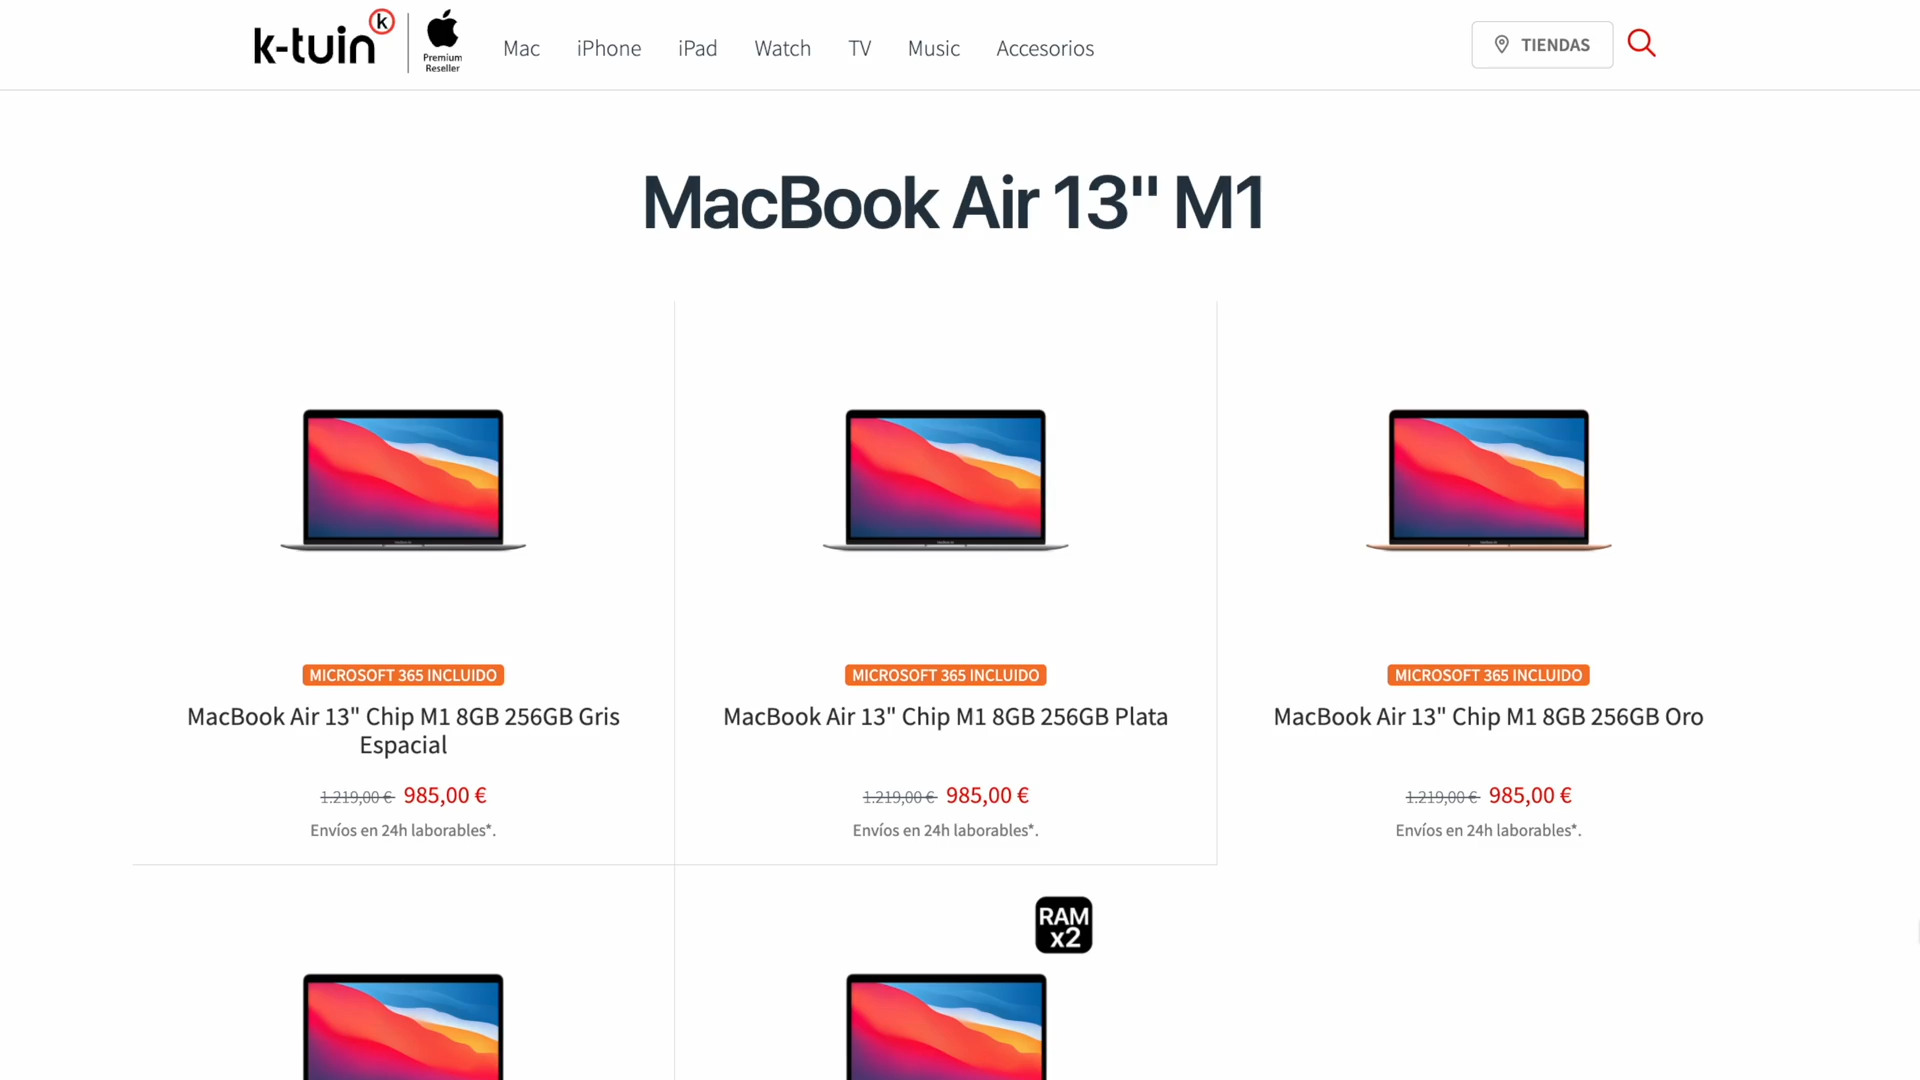 k-tuin k
Premium
Reseller
Mac iPhone iPad Watch TV Music Accesorios
TIENDAS
MacBook Air 13" M1
MICROSOFT 365 INCLUIDO
MacBook Air 13" Chip M1 8GB 256GB Gris
Espacial
1.219,00 € 985,00 €
Envíos en 24h laborables*.
MICROSOFT 365 INCLUIDO
MacBook Air 13" Chip M1 8GB 256GB Plata
1.219,00 € 985,00 €
Envíos en 24h laborables*.
MICROSOFT 365 INCLUIDO
MacBook Air 13" Chip M1 8GB 256GB Oro
1.219,00 € 985,00 €
Envíos en 24h laborables*.
RAM
x2